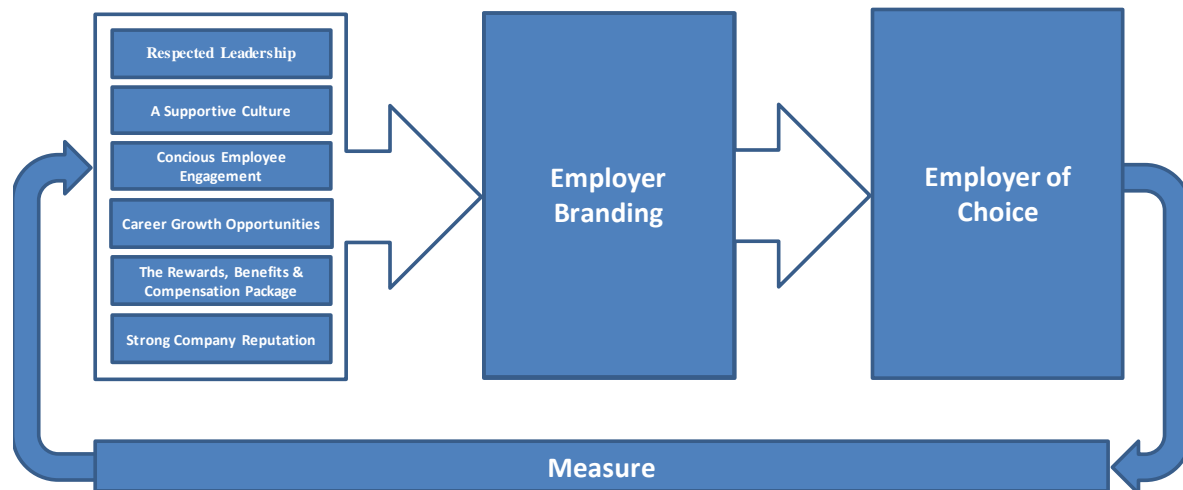 Respected Leadership
A Supportive Culture
Concious Employee
Engagement
Career Growth Opportunities
The Rewards, Benefits &
Compensation Package
Strong Company Reputation
Employer
Branding
Employer of
Choice
Measure